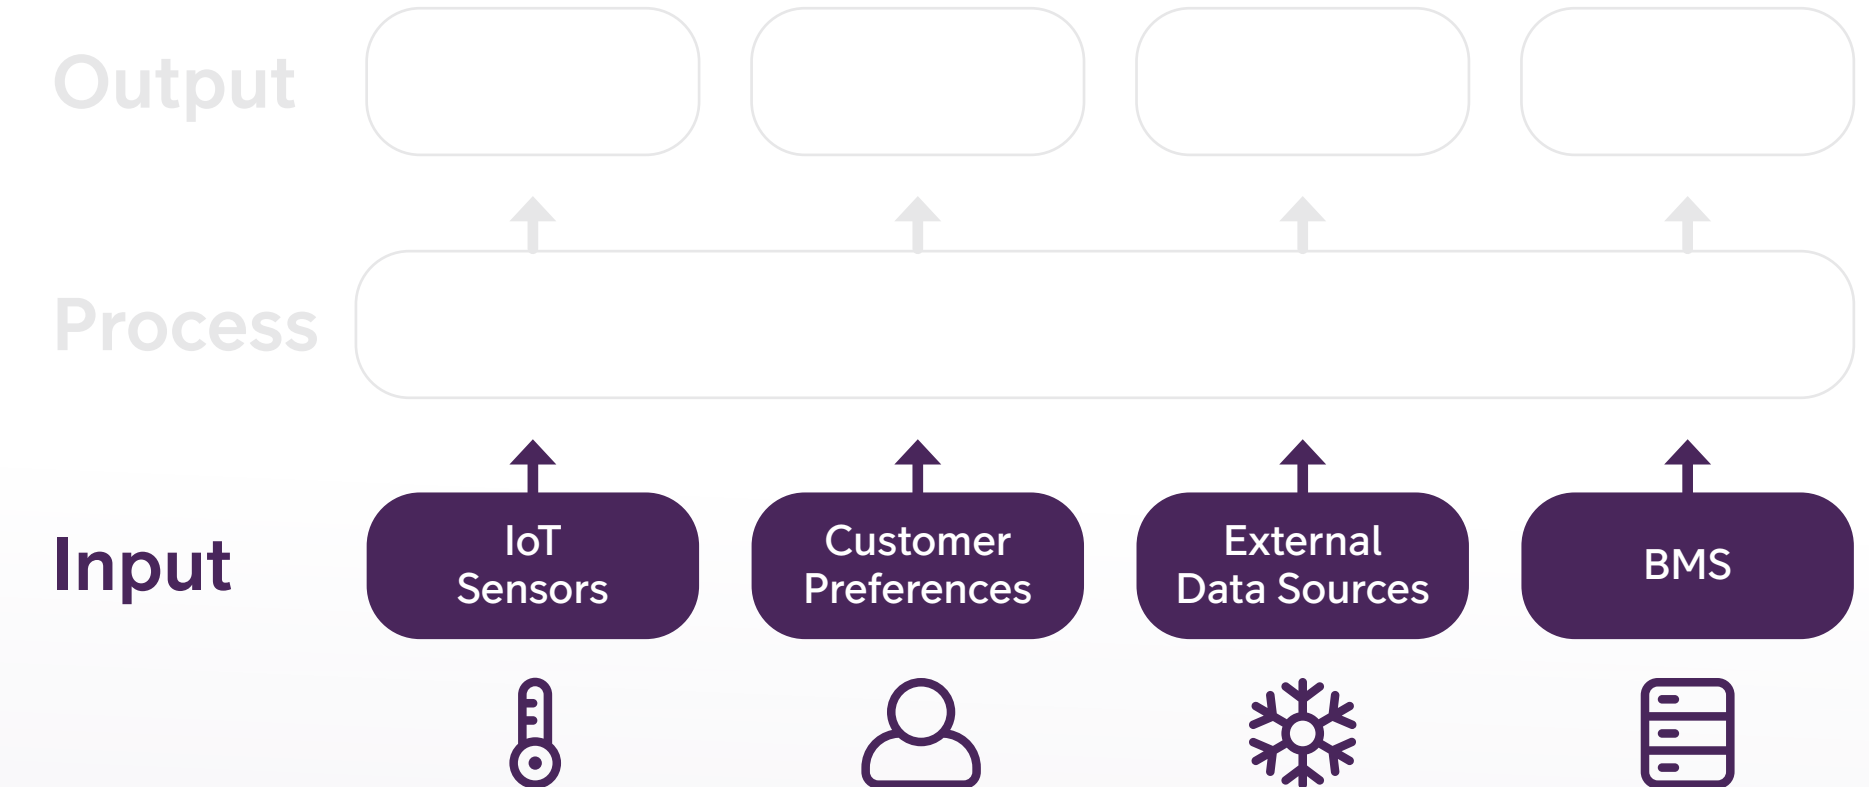 Output
Process
Input
IoT
Sensors
Customer
Preferences
External
Data Sources
BMS